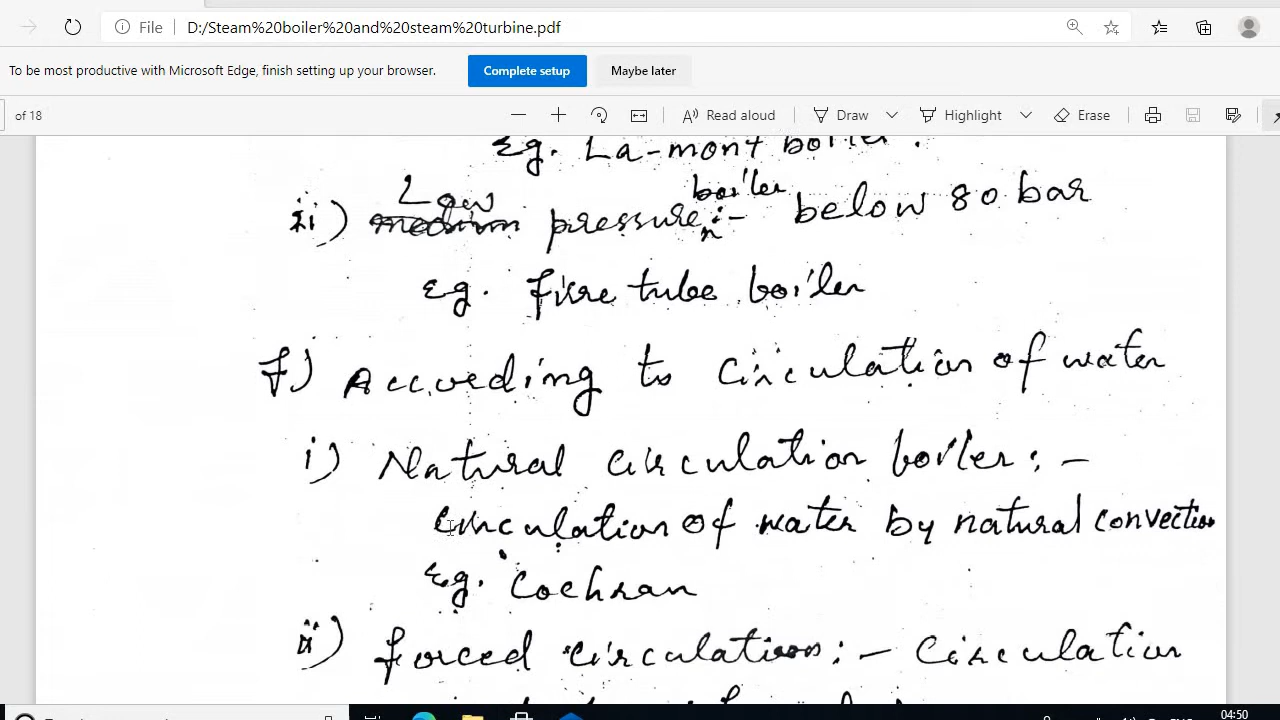 File D:/Steam%20boiler%20and%20steam%20turbine.pdf
To be most productive with Microsoft Edge, finish setting up your browser. Complete setup Maybe later
of 18 Read aloud Draw Highlight Erase
Eg. La-mont boiler.
ii) Low pressure boiler :- below 80 bar
Eg. fire tube boiler
f) According to circulation of water
i) Natural circulation boiler :-
circulation of water by natural convection
Eg. Cochran
ii) forced circulation :- Circulation
04:50